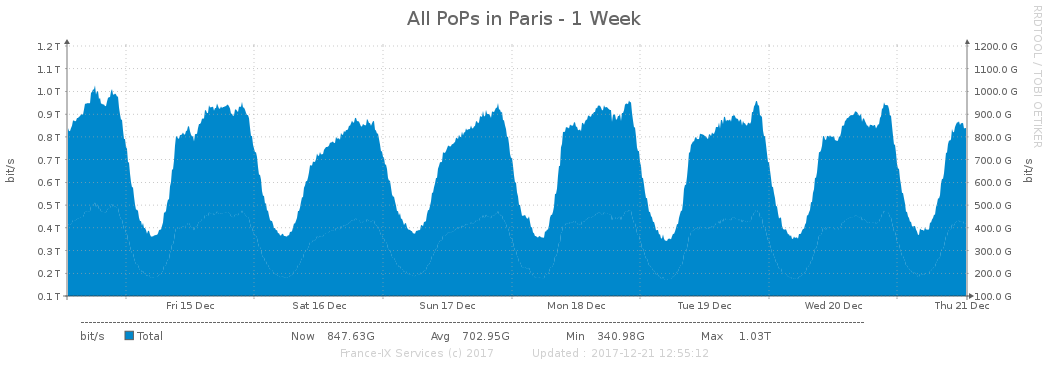 All PoPs in Paris - 1 Week
RRDTOOL / TOBI OETIKER
bit/s
1.2 T
1.1 T
1.0 T
0.9 T
0.8 T
0.7 T
0.6 T
0.5 T
0.4 T
0.3 T
0.2 T
0.1 T
1200.0 G
1100.0 G
1000.0 G
900.0 G
800.0 G
700.0 G
600.0 G
500.0 G
400.0 G
300.0 G
200.0 G
100.0 G
bit/s
Fri 15 Dec Sat 16 Dec Sun 17 Dec Mon 18 Dec Tue 19 Dec Wed 20 Dec Thu 21 Dec
bit/s Total Now 847.63G Avg 702.95G Min 340.98G Max 1.03T
France-IX Services (c) 2017 Updated : 2017-12-21 12:55:12